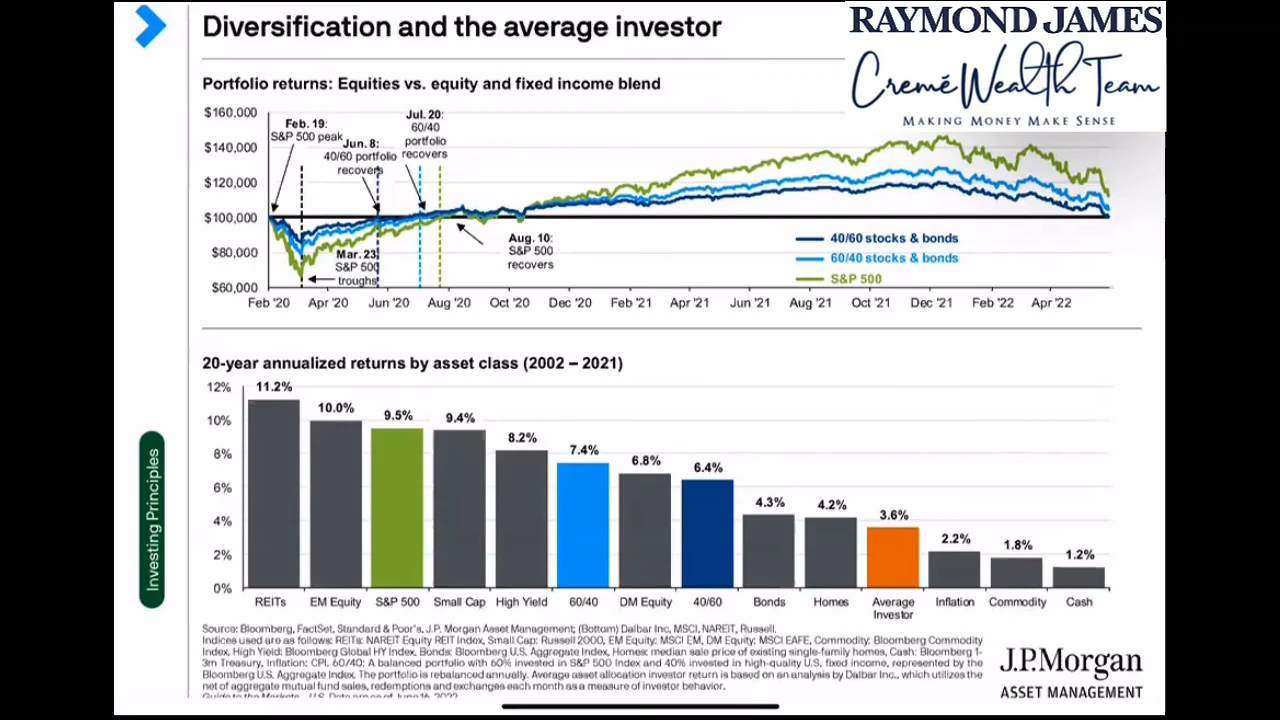 Diversification and the average investor
RAYMOND JAMES
Cremé Wealth Team
MAKING MONEY MAKE SENSE
Portfolio returns: Equities vs. equity and fixed income blend
$160,000
$140,000
$120,000
$100,000
$80,000
$60,000
Feb. 19:
S&P 500 peak
Jun. 8:
40/60 portfolio
recovers
Jul. 20:
60/40
portfolio
recovers
Mar. 23:
S&P 500
troughs
Aug. 10:
S&P 500
recovers
40/60 stocks & bonds
60/40 stocks & bonds
S&P 500
Feb '20 Apr '20 Jun '20 Aug '20 Oct '20 Dec '20 Feb '21 Apr '21 Jun '21 Aug '21 Oct '21 Dec '21 Feb '22 Apr '22
20-year annualized returns by asset class (2002 – 2021)
12%
10%
8%
6%
4%
2%
0%
11.2% 10.0% 9.5% 9.4% 8.2% 7.4% 6.8% 6.4% 4.3% 4.2% 3.6% 2.2% 1.8% 1.2%
REITs EM Equity S&P 500 Small Cap High Yield 60/40 DM Equity 40/60 Bonds Homes Average Investor Inflation Commodity Cash
Investing Principles
Source: Bloomberg, FactSet, Standard & Poor's, J.P. Morgan Asset Management; (Bottom) Dalbar Inc, MSCI, NAREIT, Russell.
Indices used are as follows: REITs: NAREIT Equity REIT Index, Small Cap: Russell 2000, EM Equity: MSCI EM, DM Equity: MSCI EAFE, Commodity: Bloomberg Commodity
Index, High Yield: Bloomberg Global HY Index, Bonds: Bloomberg U.S. Aggregate Index, Homes: median sale price of existing single-family homes, Cash: Bloomberg 1-
3m Treasury, Inflation: CPI. 60/40: A balanced portfolio with 60% invested in S&P 500 Index and 40% invested in high-quality U.S. fixed income, represented by the
Bloomberg U.S. Aggregate Index. The portfolio is rebalanced annually. Average asset allocation investor return is based on an analysis by Dalbar Inc., which utilizes the
net of aggregate mutual fund sales, redemptions and exchanges each month as a measure of investor behavior.
Guide to the Markets – U.S. Data are as of June 16, 2022.
J.P.Morgan
ASSET MANAGEMENT